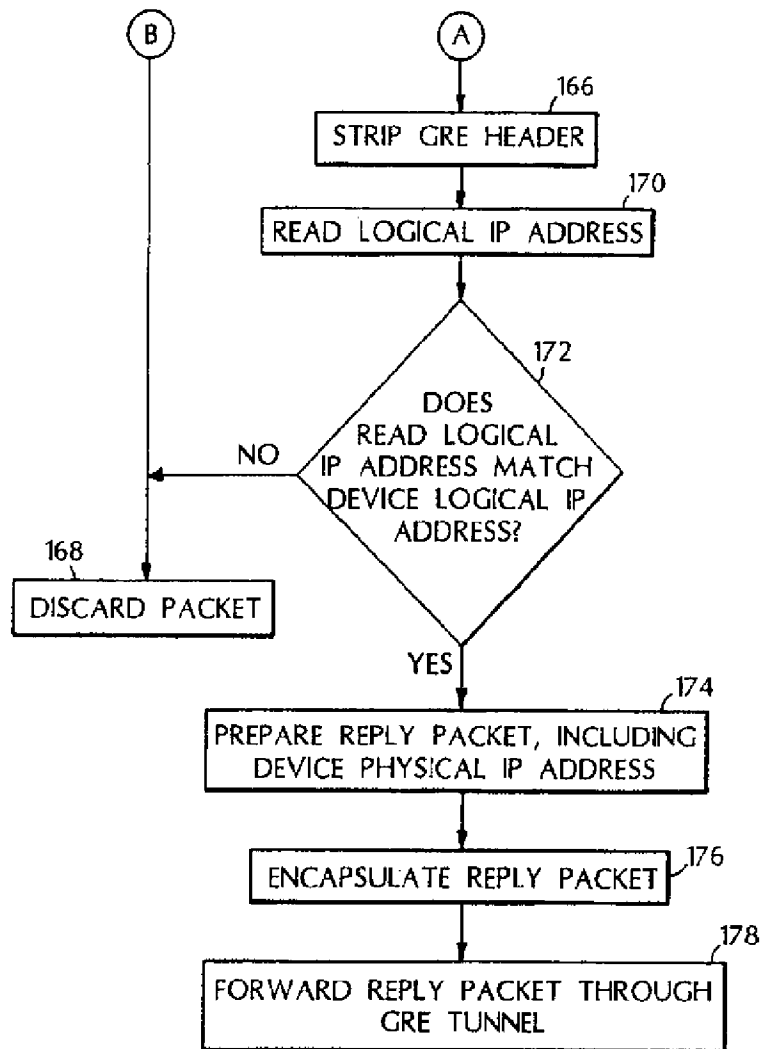 B
A
166
STRIP GRE HEADER
170
READ LOGICAL IP ADDRESS
172
DOES
READ LOGICAL
IP ADDRESS MATCH
DEVICE LOGICAL IP
ADDRESS?
NO
168
DISCARD PACKET
YES
174
PREPARE REPLY PACKET, INCLUDING
DEVICE PHYSICAL IP ADDRESS
176
ENCAPSULATE REPLY PACKET
178
FORWARD REPLY PACKET THROUGH
GRE TUNNEL